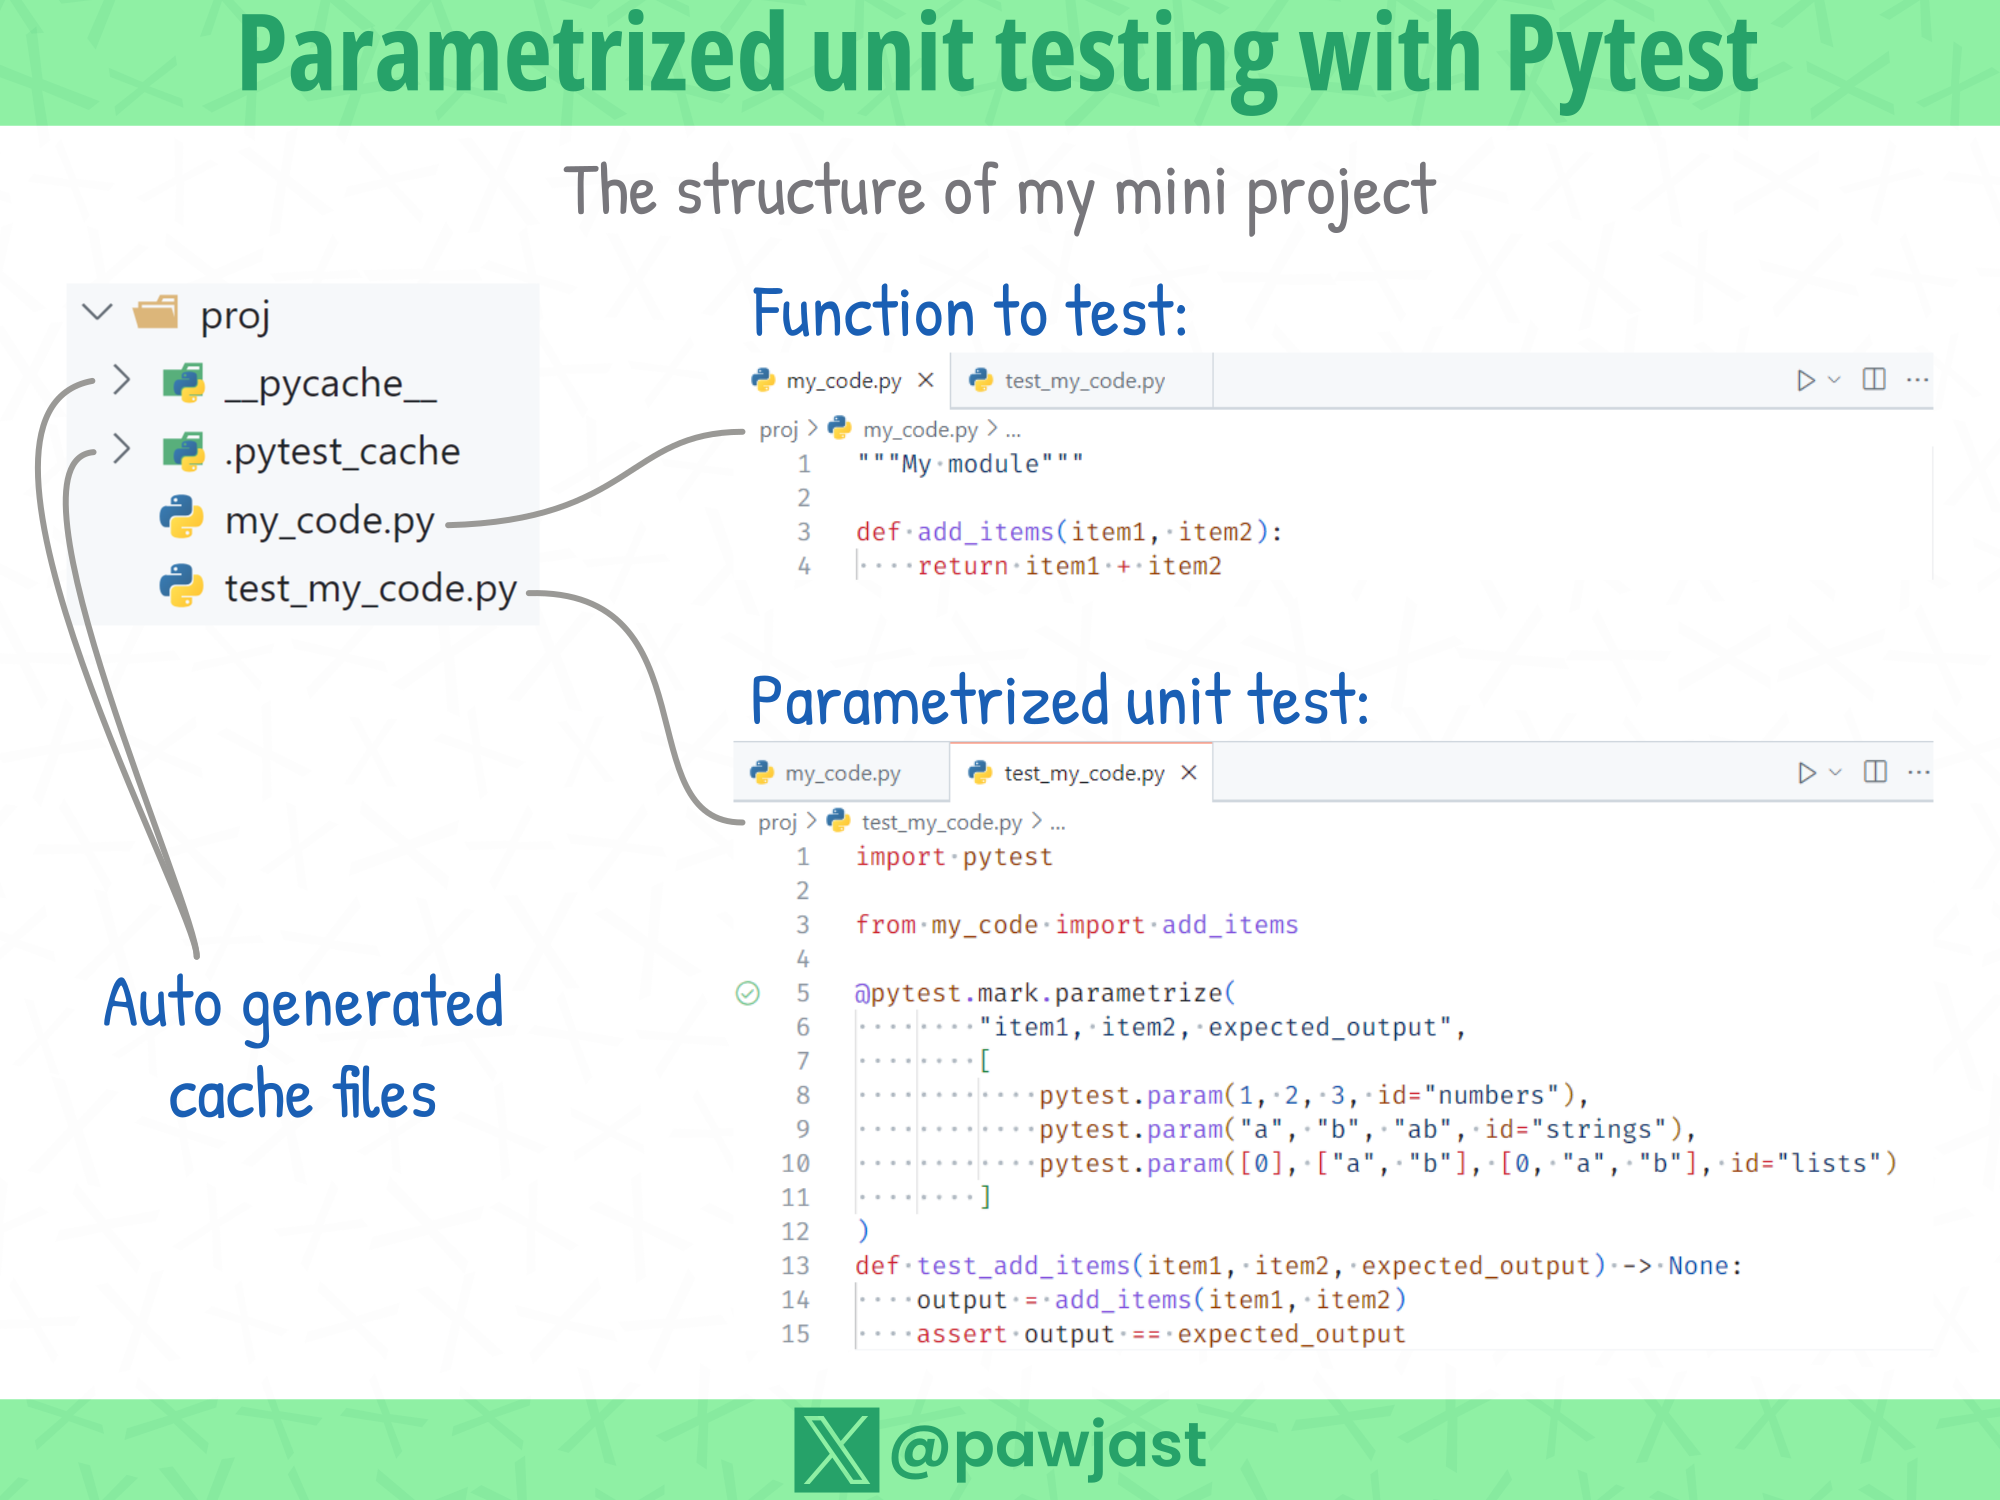 Parametrized unit testing with Pytest
The structure of my mini project
proj
__pycache__
.pytest_cache
my_code.py
test_my_code.py
Auto generated
cache files
Function to test:
my_code.py test_my_code.py
proj > my_code.py > ...
1 """My module"""
2
3 def add_items(item1, item2):
4     return item1 + item2
Parametrized unit test:
my_code.py test_my_code.py
proj > test_my_code.py > ...
1 import pytest
2
3 from my_code import add_items
4
5 @pytest.mark.parametrize(
6         "item1, item2, expected_output",
7         [
8             pytest.param(1, 2, 3, id="numbers"),
9             pytest.param("a", "b", "ab", id="strings"),
10             pytest.param([0], ["a", "b"], [0, "a", "b"], id="lists")
11         ]
12 )
13 def test_add_items(item1, item2, expected_output) -> None:
14     output = add_items(item1, item2)
15     assert output == expected_output
@pawjast